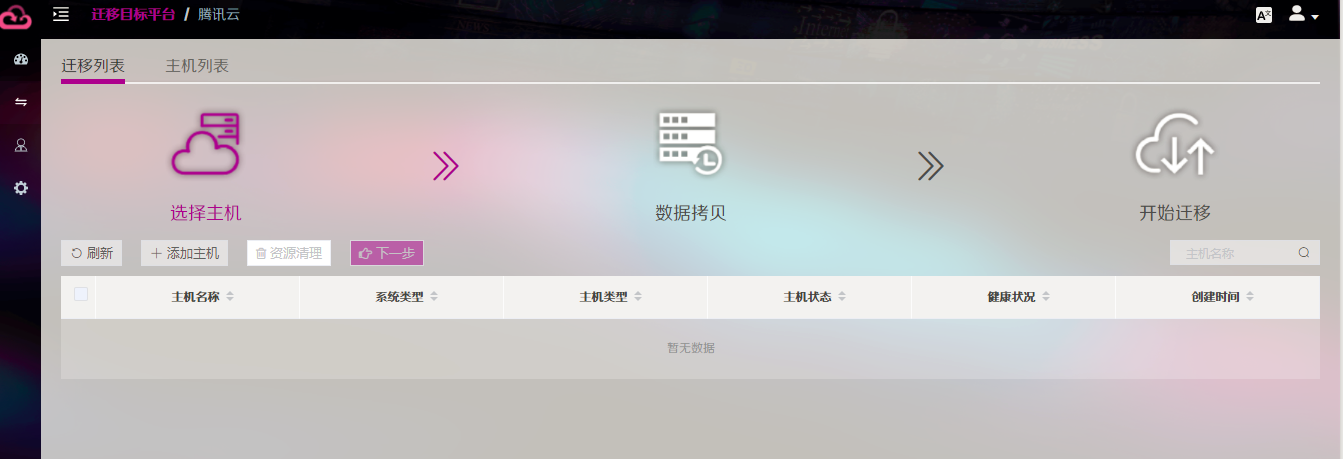 迁移目标平台 / 腾讯云
迁移列表 主机列表
选择主机 数据拷贝 开始迁移
刷新 添加主机 资源清理 下一步 主机名称
主机名称 系统类型 主机类型 主机状态 健康状况 创建时间
暂无数据